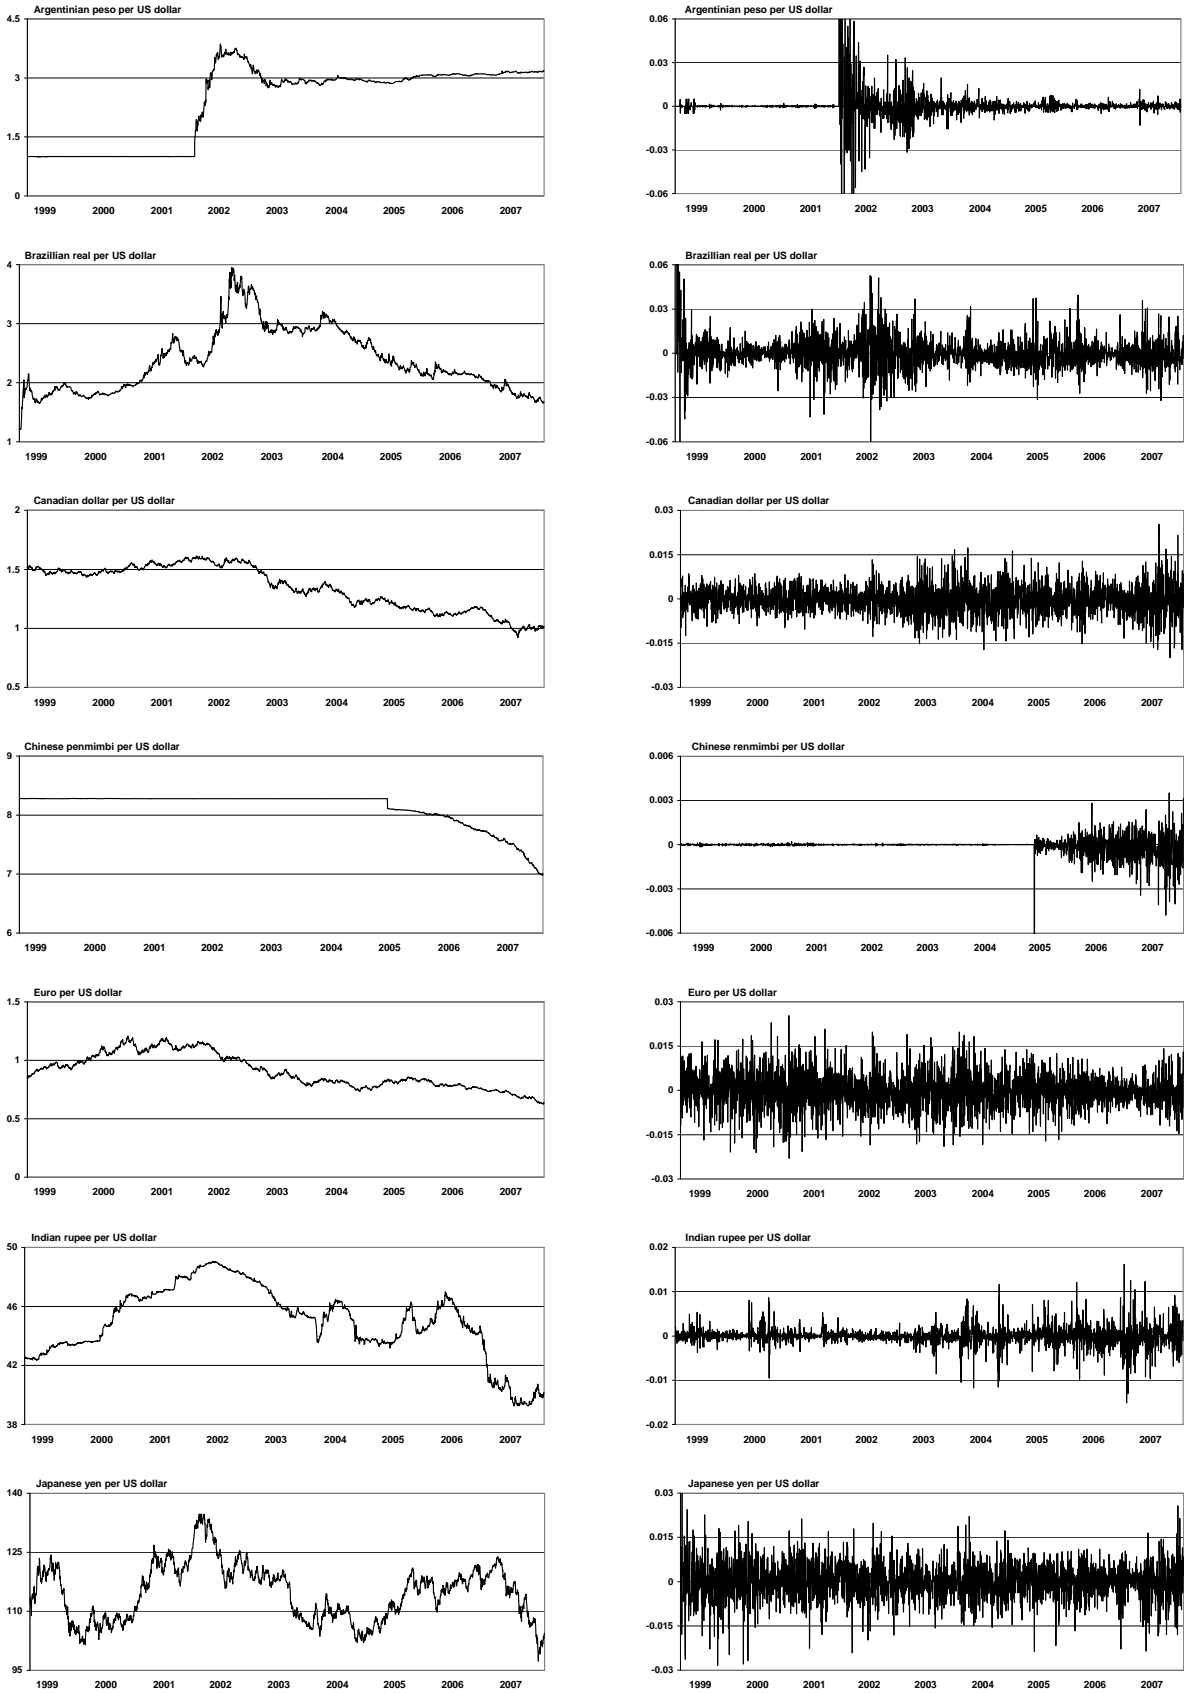 Argentinian peso per US dollar
4.5
3
1.5
0
1999 2000 2001 2002 2003 2004 2005 2006 2007
Argentinian peso per US dollar
0.06
0.03
0
-0.03
-0.06
1999 2000 2001 2002 2003 2004 2005 2006 2007
Brazillian real per US dollar
4
3
2
1
1999 2000 2001 2002 2003 2004 2005 2006 2007
Brazillian real per US dollar
0.06
0.03
0
-0.03
-0.06
1999 2000 2001 2002 2003 2004 2005 2006 2007
Canadian dollar per US dollar
2
1.5
1
0.5
1999 2000 2001 2002 2003 2004 2005 2006 2007
Canadian dollar per US dollar
0.03
0.015
0
-0.015
-0.03
1999 2000 2001 2002 2003 2004 2005 2006 2007
Chinese penmimbi per US dollar
9
8
7
6
1999 2000 2001 2002 2003 2004 2005 2006 2007
Chinese renmimbi per US dollar
0.006
0.003
0
-0.003
-0.006
1999 2000 2001 2002 2003 2004 2005 2006 2007
Euro per US dollar
1.5
1
0.5
0
1999 2000 2001 2002 2003 2004 2005 2006 2007
Euro per US dollar
0.03
0.015
0
-0.015
-0.03
1999 2000 2001 2002 2003 2004 2005 2006 2007
Indian rupee per US dollar
50
46
42
38
1999 2000 2001 2002 2003 2004 2005 2006 2007
Indian rupee per US dollar
0.02
0.01
0
-0.01
-0.02
1999 2000 2001 2002 2003 2004 2005 2006 2007
Japanese yen per US dollar
140
125
110
95
1999 2000 2001 2002 2003 2004 2005 2006 2007
Japanese yen per US dollar
0.03
0.015
0
-0.015
-0.03
1999 2000 2001 2002 2003 2004 2005 2006 2007